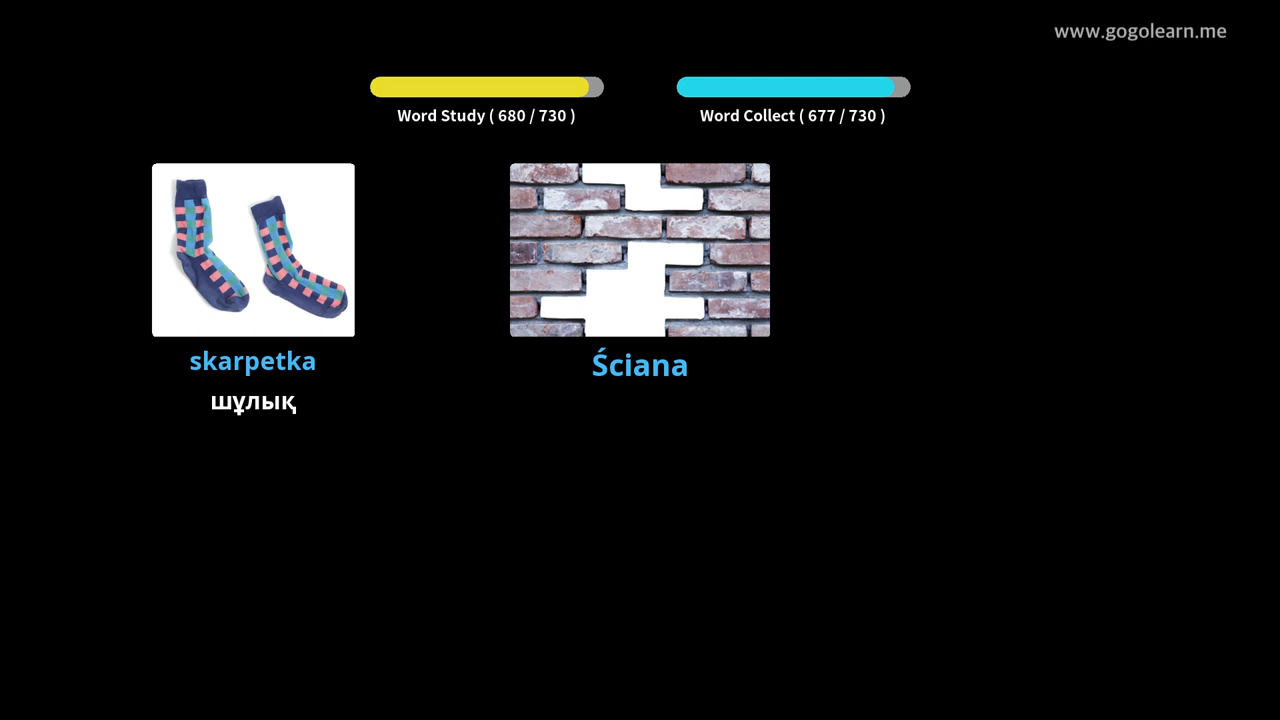 www.gogolearn.me
Word Study ( 680 / 730 )
Word Collect ( 677 / 730 )
skarpetka
шұлық
Ściana